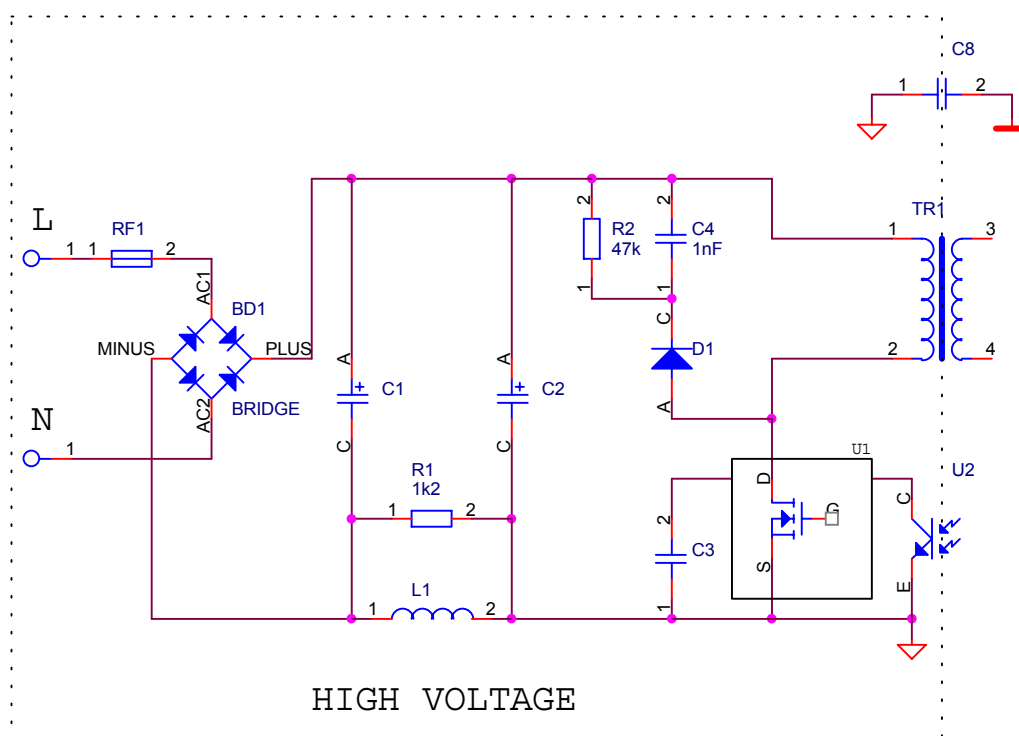 C8
1 2
TR1
1 3
2 4
L
RF1
1 1 2
AC1
BD1
MINUS PLUS
AC2
BRIDGE
N
1
2
R2
47k
1
2
C4
1nF
1
C
D1
A
A
+
C1
C
A
+
C2
C
R1
1k2
1 2
L1
1 2
2
C3
1
U1
D
G
S
U2
C
E
HIGH VOLTAGE